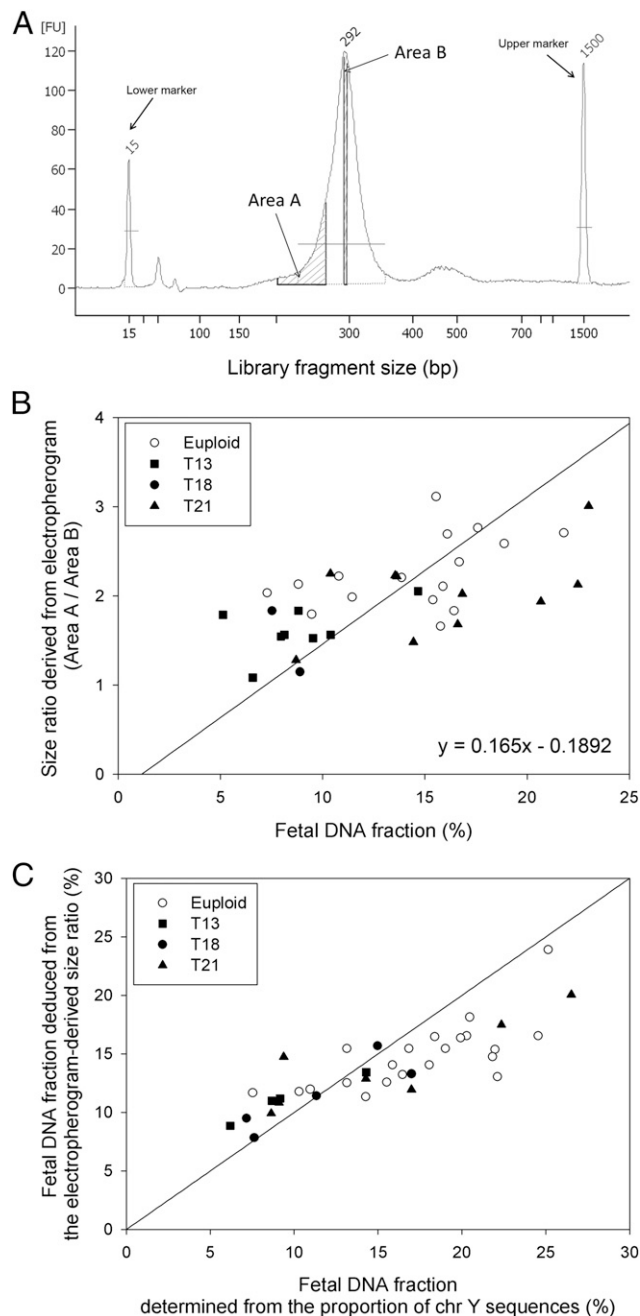 A
[FU]
120
100
80
60
40
20
0
Lower marker
15
292
Area B
Area A
Upper marker
1500
15 100 150 300 400 500 700 1500
Library fragment size (bp)
B
Size ratio derived from electropherogram
(Area A / Area B)
4
3
2
1
0
Euploid
T13
T18
T21
y = 0.165x - 0.1892
0 5 10 15 20 25
Fetal DNA fraction (%)
C
Fetal DNA fraction deduced from
the electropherogram-derived size ratio (%)
30
25
20
15
10
5
0
Euploid
T13
T18
T21
0 5 10 15 20 25 30
Fetal DNA fraction
determined from the proportion of chr Y sequences (%)